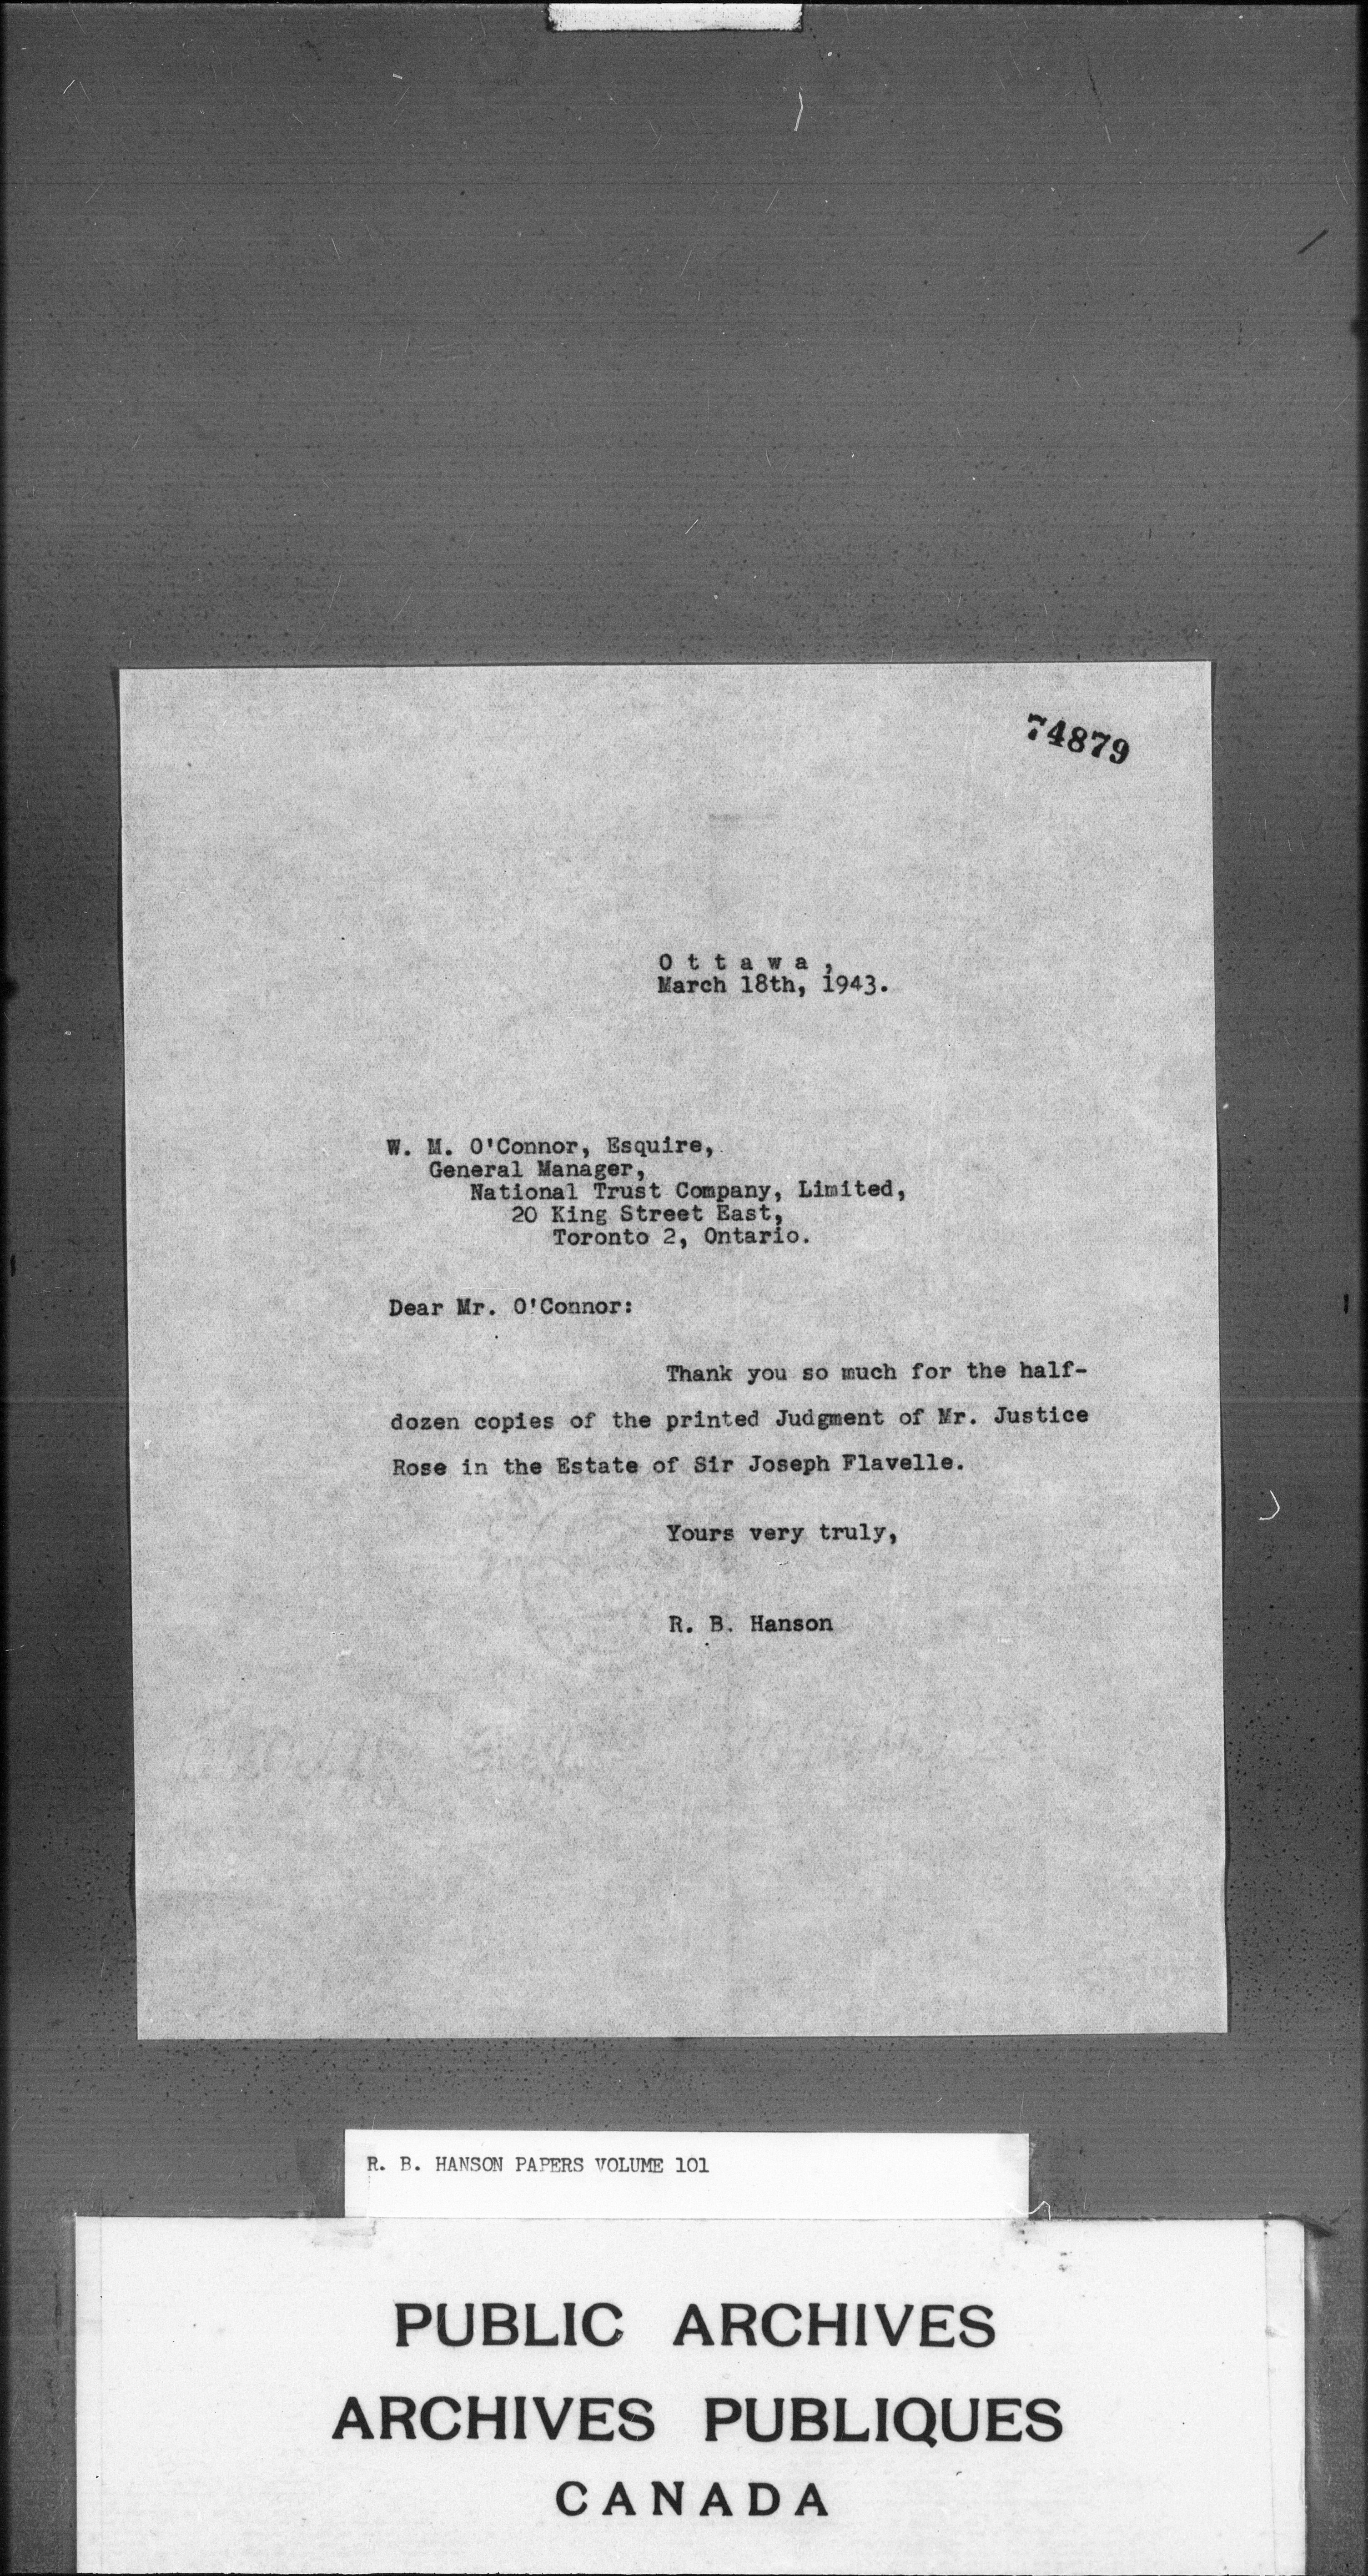 74879
O t t a w a ,
March 18th, 1943.
W. M. O'Connor, Esquire,
General Manager,
National Trust Company, Limited,
20 King Street East,
Toronto 2, Ontario.
Dear Mr. O'Connor:
Thank you so much for the half-
dozen copies of the printed Judgment of Mr. Justice
Rose in the Estate of Sir Joseph Flavelle.
Yours very truly,
R. B. Hanson
R. B. HANSON PAPERS VOLUME 101
PUBLIC ARCHIVES
ARCHIVES PUBLIQUES
CANADA